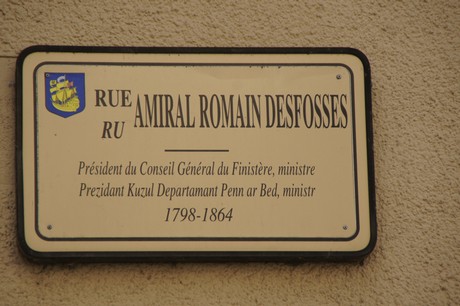 RUE AMIRAL ROMAIN DESFOSSES
RU
Président du Conseil Général du Finistère, ministre
Prezidant Kuzul Departamant Penn ar Bed, ministr
1798-1864